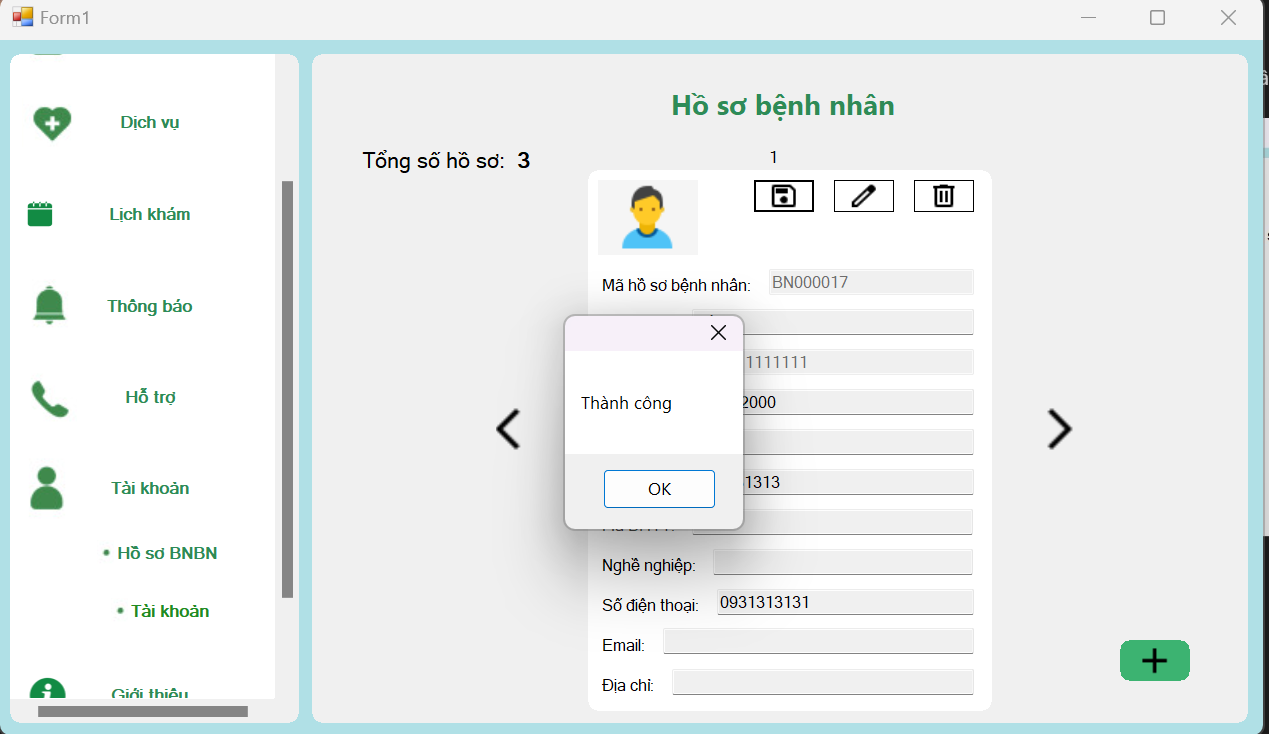 Form1
Dịch vụ
Lịch khám
Thông báo
Hỗ trợ
Tài khoản
• Hồ sơ BNBN
• Tài khoản
Giới thiệu
Hồ sơ bệnh nhân
Tổng số hồ sơ: 3
1
Mã hồ sơ bệnh nhân: BN000017
1111111
2000
1313
Thành công
OK
Nghề nghiệp:
Số điện thoại: 0931313131
Email:
Địa chỉ: